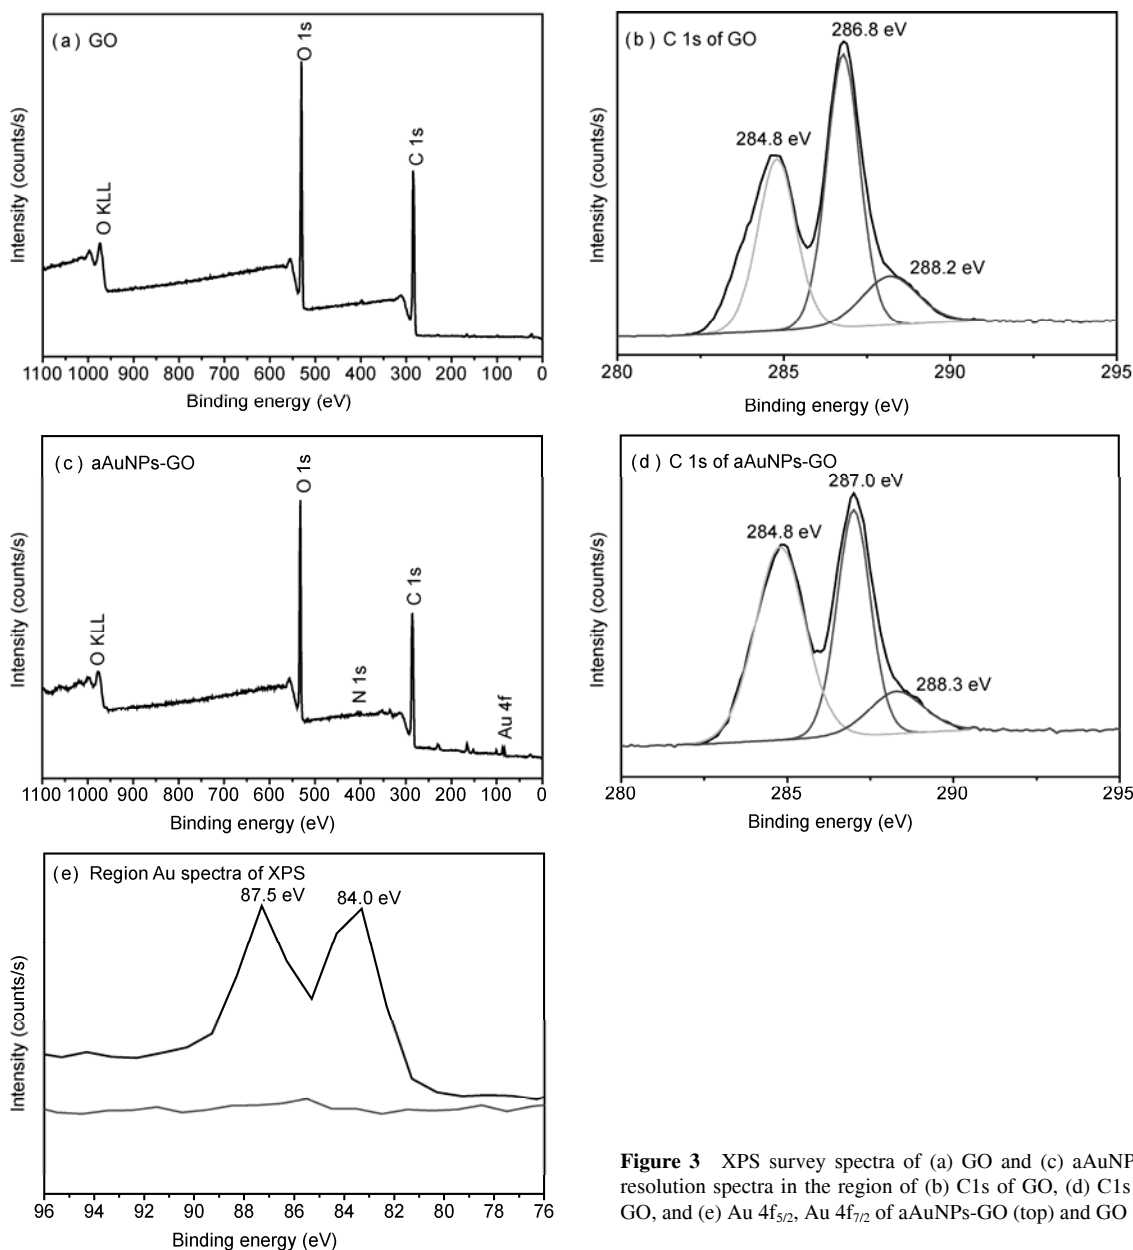 (a) GO
O KLL
O 1s
C 1s
Intensity (counts/s)
1100 1000 900 800 700 600 500 400 300 200 100 0
Binding energy (eV)
(b) C 1s of GO
286.8 eV
284.8 eV
288.2 eV
Intensity (counts/s)
280 285 290 295
Binding energy (eV)
(c) aAuNPs-GO
O KLL
O 1s
N 1s
C 1s
Au 4f
Intensity (counts/s)
1100 1000 900 800 700 600 500 400 300 200 100 0
Binding energy (eV)
(d) C 1s of aAuNPs-GO
287.0 eV
284.8 eV
288.3 eV
Intensity (counts/s)
280 285 290 295
Binding energy (eV)
(e) Region Au spectra of XPS
87.5 eV 84.0 eV
Intensity (counts/s)
96 94 92 90 88 86 84 82 80 78 76
Binding energy (eV)
Figure 3 XPS survey spectra of (a) GO and (c) aAuNP
resolution spectra in the region of (b) C1s of GO, (d) C1s
GO, and (e) Au 4f5/2, Au 4f7/2 of aAuNPs-GO (top) and GO